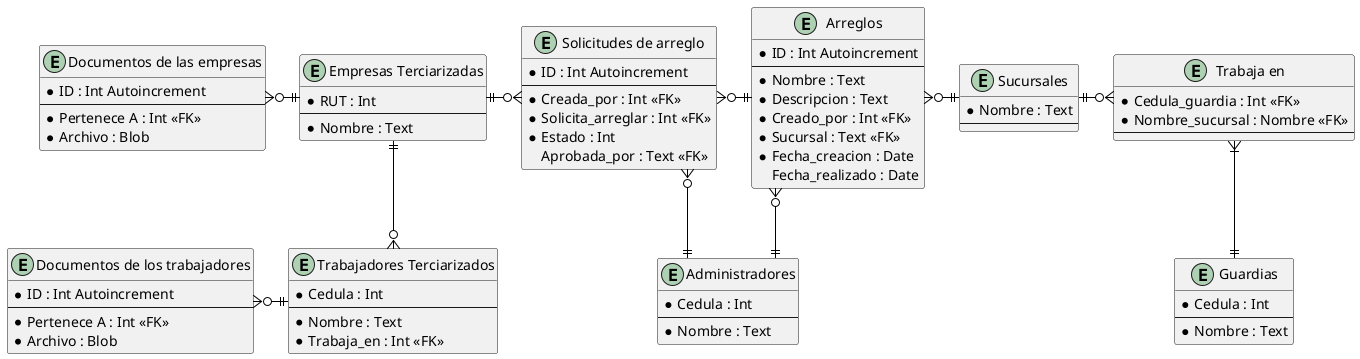 E Documentos de las empresas
* ID : Int Autoincrement
* Pertenece A : Int «FK»
* Archivo : Blob
E Empresas Terciarizadas
* RUT : Int
* Nombre : Text
E Solicitudes de arreglo
* ID : Int Autoincrement
* Creada_por : Int «FK»
* Solicita_arreglar : Int «FK»
* Estado : Int
Aprobada_por : Text «FK»
E Arreglos
* ID : Int Autoincrement
* Nombre : Text
* Descripcion : Text
* Creado_por : Int «FK»
* Sucursal : Text «FK»
* Fecha_creacion : Date
Fecha_realizado : Date
E Sucursales
* Nombre : Text
E Trabaja en
* Cedula_guardia : Int «FK»
* Nombre_sucursal : Nombre «FK»
E Documentos de los trabajadores
* ID : Int Autoincrement
* Pertenece A : Int «FK»
* Archivo : Blob
E Trabajadores Terciarizados
* Cedula : Int
* Nombre : Text
* Trabaja_en : Int «FK»
E Administradores
* Cedula : Int
* Nombre : Text
E Guardias
* Cedula : Int
* Nombre : Text